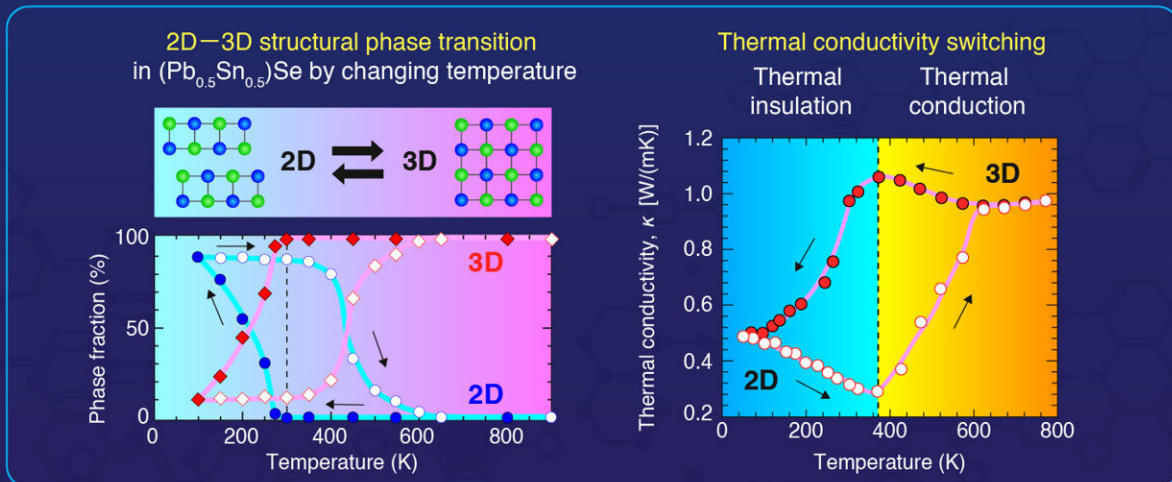 2D—3D structural phase transition
in (Pb0.5Sn0.5)Se by changing temperature
2D
3D
100
50
0
Phase fraction (%)
3D
2D
0 200 400 600 800
Temperature (K)
Thermal conductivity switching
Thermal insulation
Thermal conduction
1.2
1.0
0.8
0.6
0.4
0.2
Thermal conductivity, κ [W/(mK)]
3D
2D
0 200 400 600 800
Temperature (K)